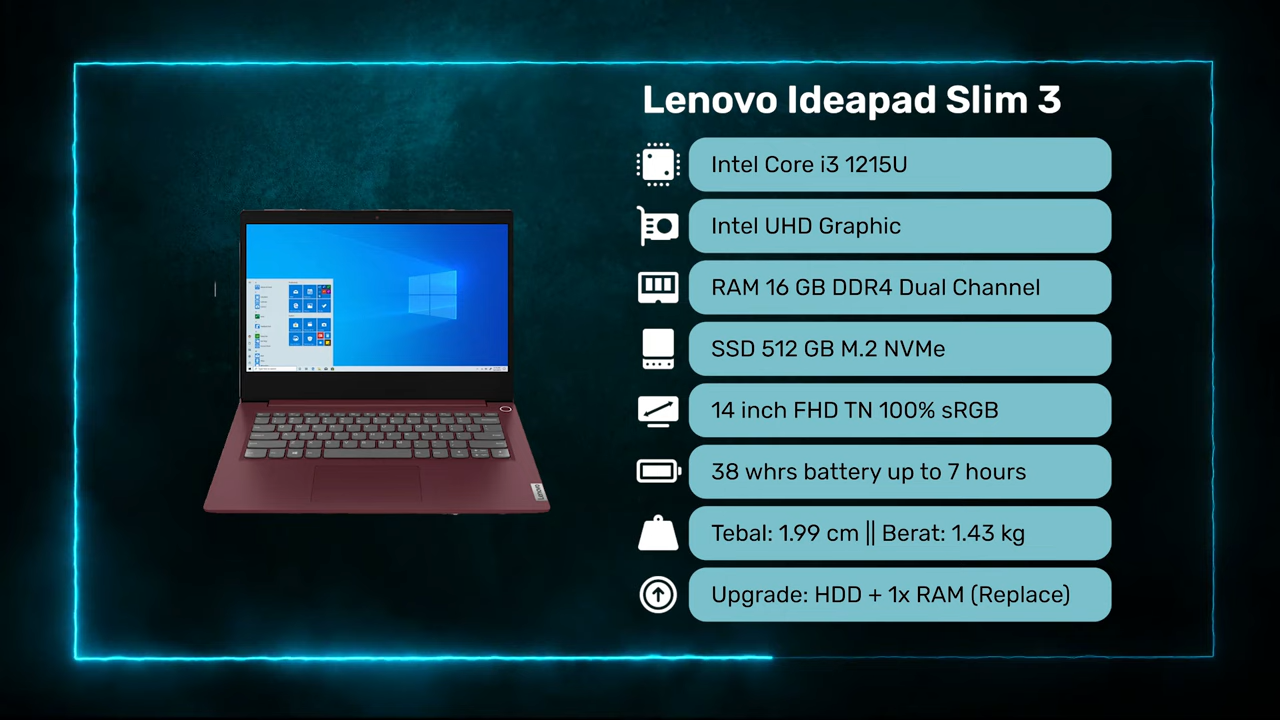 Lenovo Ideapad Slim 3
Intel Core i3 1215U
Intel UHD Graphic
RAM 16 GB DDR4 Dual Channel
SSD 512 GB M.2 NVMe
14 inch FHD TN 100% sRGB
38 whrs battery up to 7 hours
Tebal: 1.99 cm || Berat: 1.43 kg
Upgrade: HDD + 1x RAM (Replace)
Lenovo